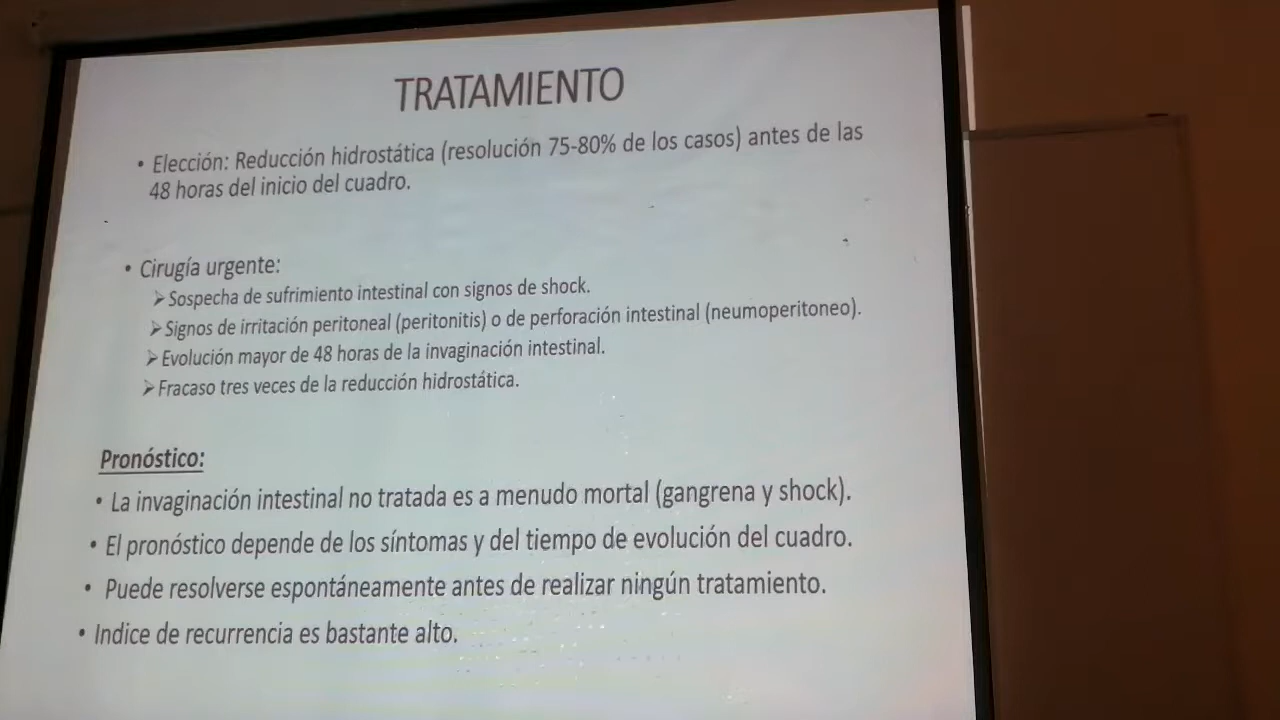 TRATAMIENTO
• Elección: Reducción hidrostática (resolución 75-80% de los casos) antes de las
48 horas del inicio del cuadro.
• Cirugía urgente:
➢ Sospecha de sufrimiento intestinal con signos de shock.
➢ Signos de irritación peritoneal (peritonitis) o de perforación intestinal (neumoperitoneo).
➢ Evolución mayor de 48 horas de la invaginación intestinal.
➢ Fracaso tres veces de la reducción hidrostática.
Pronóstico:
• La invaginación intestinal no tratada es a menudo mortal (gangrena y shock).
• El pronóstico depende de los síntomas y del tiempo de evolución del cuadro.
• Puede resolverse espontáneamente antes de realizar ningún tratamiento.
• Indice de recurrencia es bastante alto.